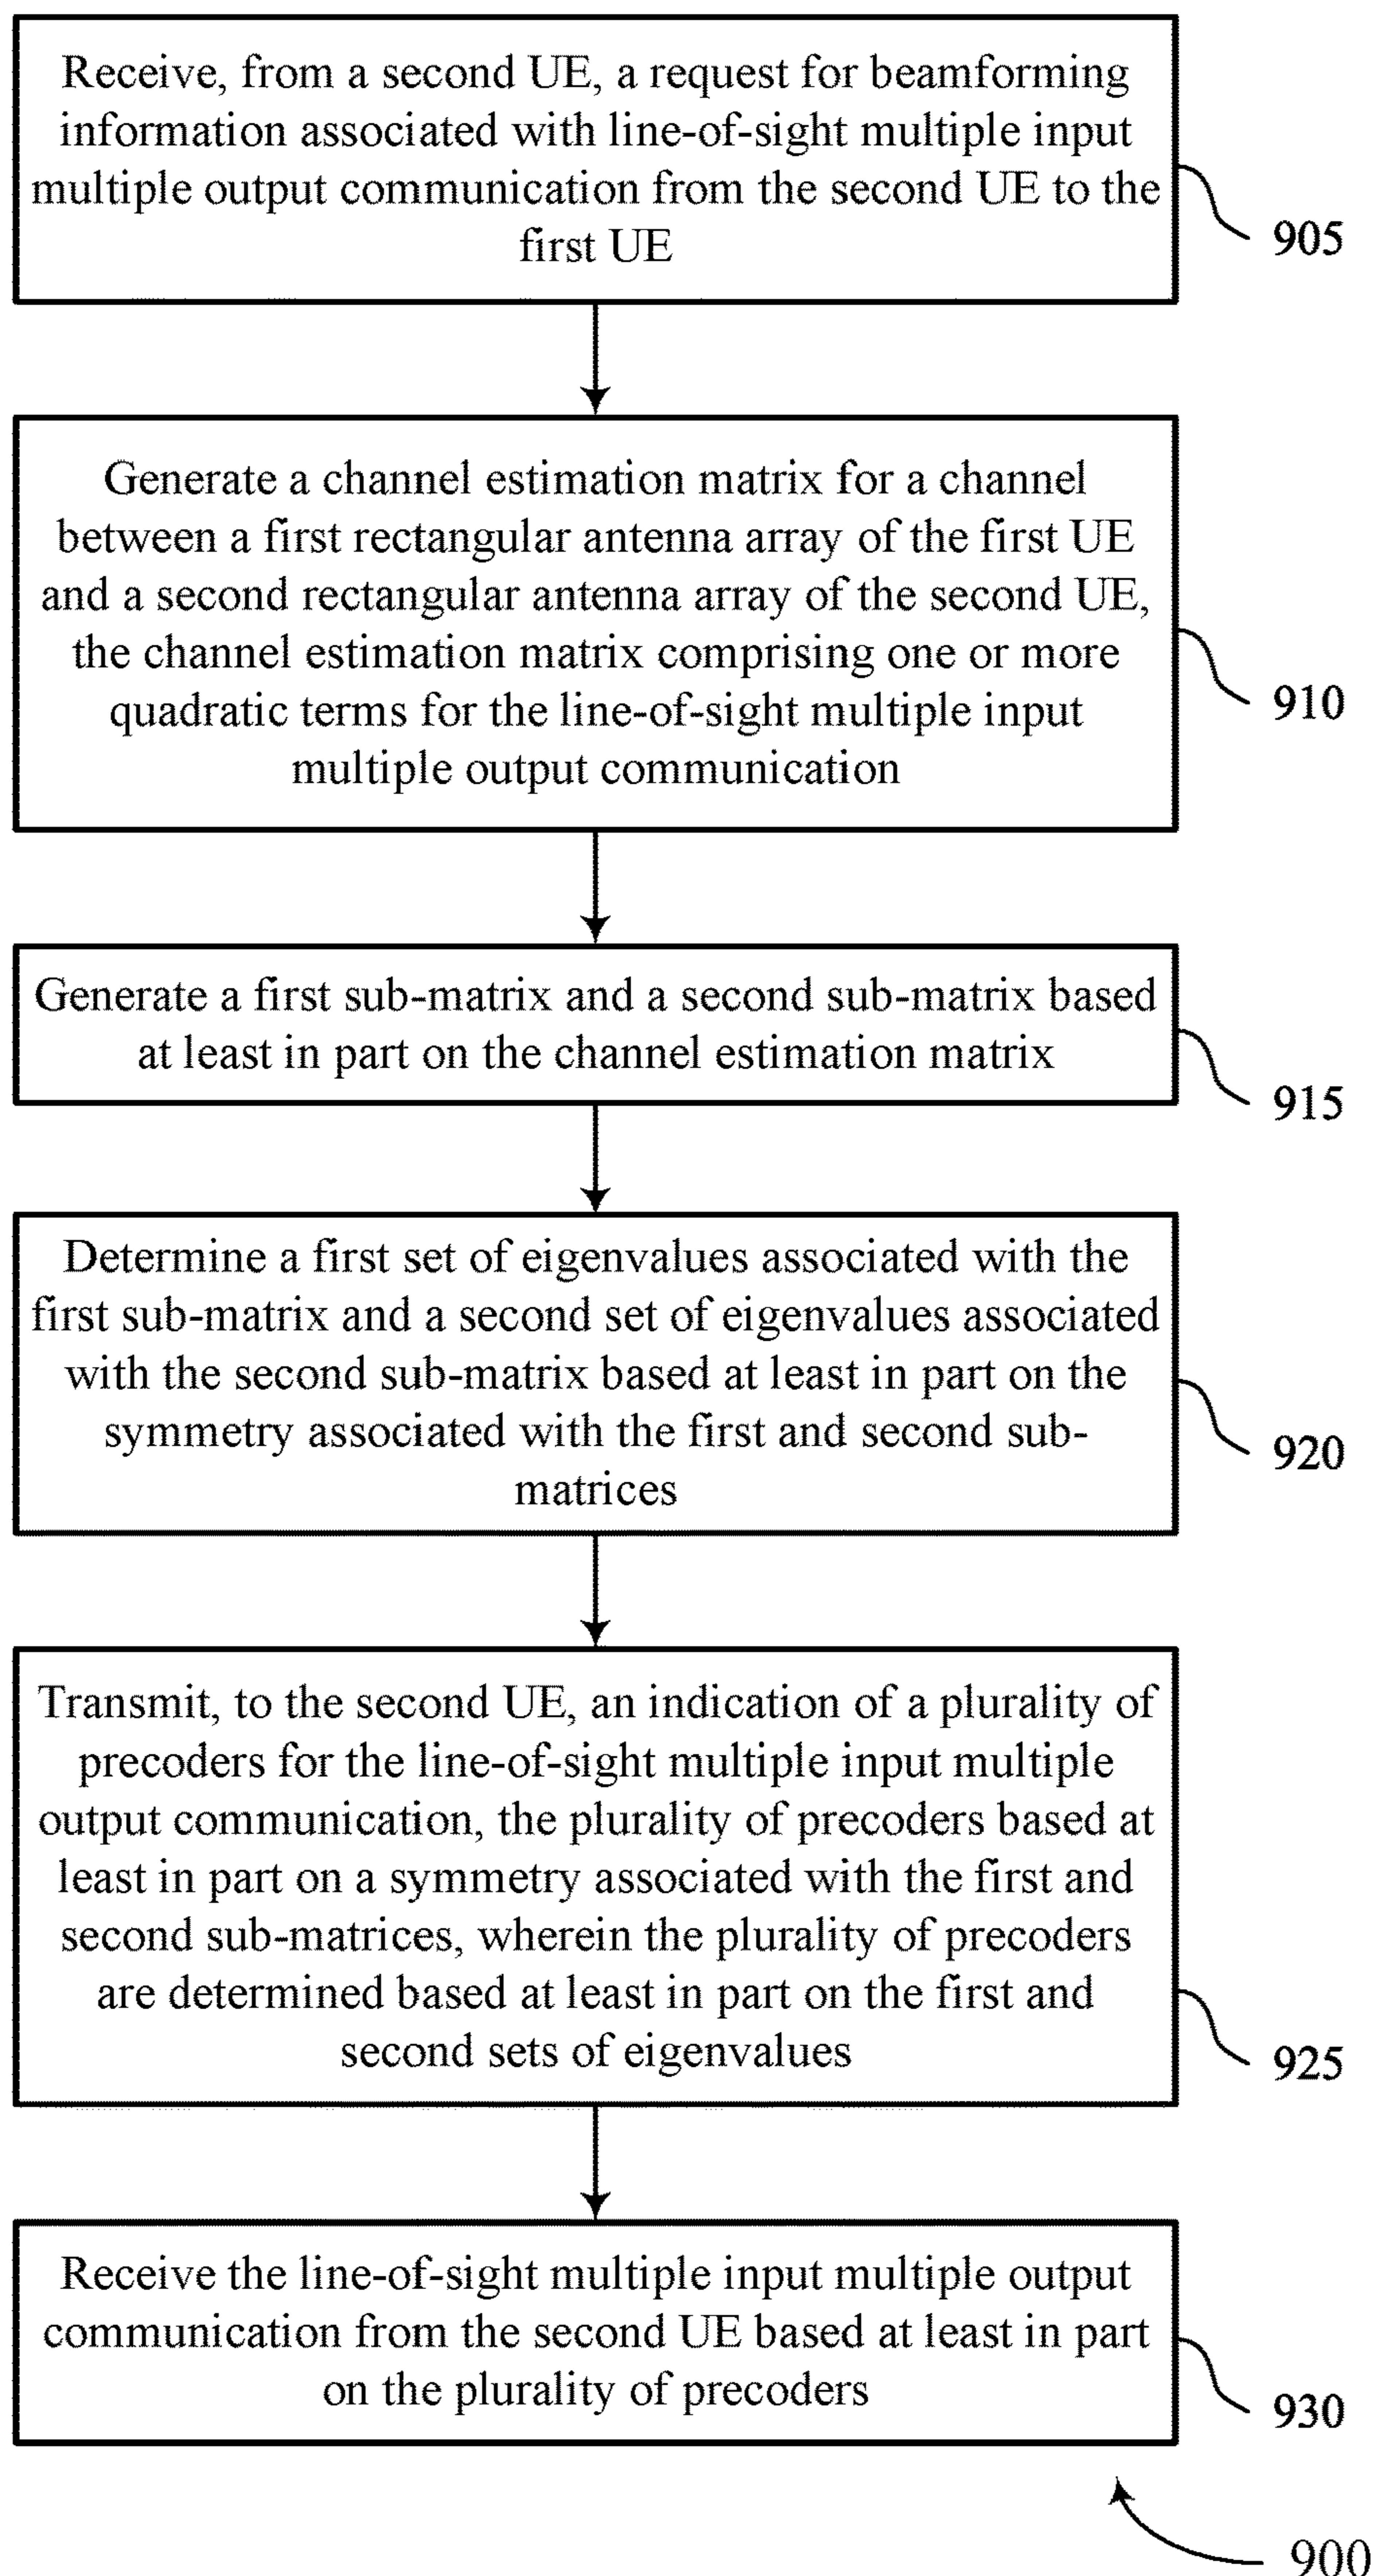 Receive, from a second UE, a request for beamforming
information associated with line-of-sight multiple input
multiple output communication from the second UE to the
first UE
905
Generate a channel estimation matrix for a channel
between a first rectangular antenna array of the first UE
and a second rectangular antenna array of the second UE,
the channel estimation matrix comprising one or more
quadratic terms for the line-of-sight multiple input
multiple output communication
910
Generate a first sub-matrix and a second sub-matrix based
at least in part on the channel estimation matrix
915
Determine a first set of eigenvalues associated with the
first sub-matrix and a second set of eigenvalues associated
with the second sub-matrix based at least in part on the
symmetry associated with the first and second sub-
matrices
920
Transmit, to the second UE, an indication of a plurality of
precoders for the line-of-sight multiple input multiple
output communication, the plurality of precoders based at
least in part on a symmetry associated with the first and
second sub-matrices, wherein the plurality of precoders
are determined based at least in part on the first and
second sets of eigenvalues
925
Receive the line-of-sight multiple input multiple output
communication from the second UE based at least in part
on the plurality of precoders
930
900